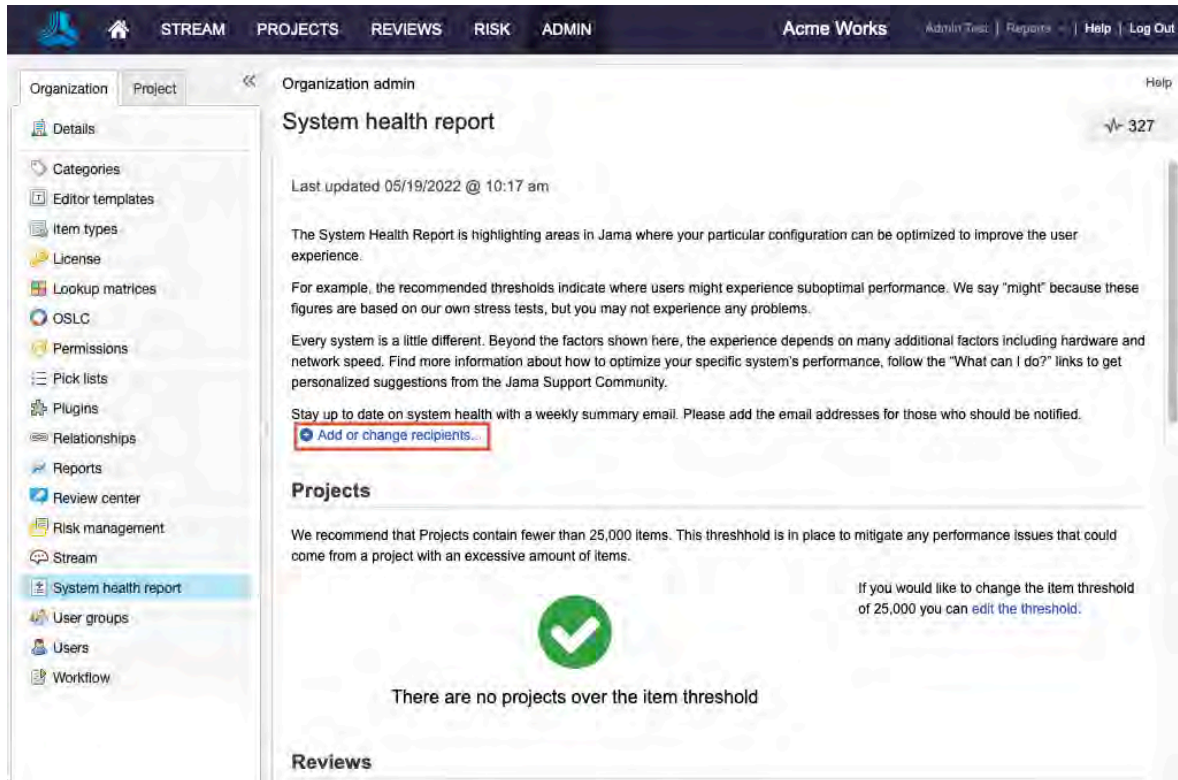 STREAM PROJECTS REVIEWS RISK ADMIN Acme Works Admin Test | Reports | Help | Log Out
Organization Project
Organization admin Help
Details
System health report 327
Categories
Editor templates
Item types
License
Lookup matrices
OSLC
Permissions
Pick lists
Plugins
Relationships
Reports
Review center
Risk management
Stream
System health report
User groups
Users
Workflow
Last updated 05/19/2022 @ 10:17 am
The System Health Report is highlighting areas in Jama where your particular configuration can be optimized to improve the user
experience.
For example, the recommended thresholds indicate where users might experience suboptimal performance. We say "might" because these
figures are based on our own stress tests, but you may not experience any problems.
Every system is a little different. Beyond the factors shown here, the experience depends on many additional factors including hardware and
network speed. Find more information about how to optimize your specific system's performance, follow the "What can I do?" links to get
personalized suggestions from the Jama Support Community.
Stay up to date on system health with a weekly summary email. Please add the email addresses for those who should be notified.
Add or change recipients...
Projects
We recommend that Projects contain fewer than 25,000 items. This threshhold is in place to mitigate any performance issues that could
come from a project with an excessive amount of items.
If you would like to change the item threshold
of 25,000 you can edit the threshold.
There are no projects over the item threshold
Reviews